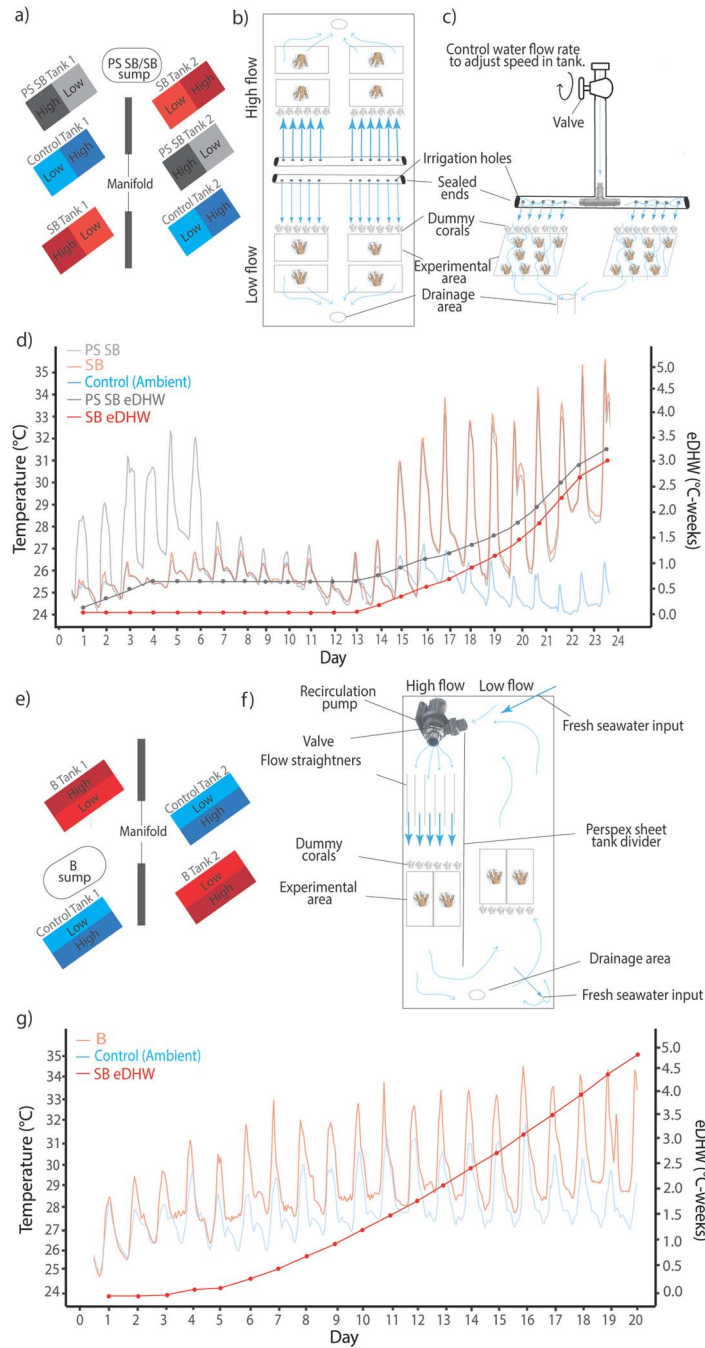 a)
PS SB/SB
sump
PS SB Tank 1
High
Low
SB Tank 2
Low
High
Control Tank 1
Low
High
PS SB Tank 2
High
Low
Manifold
SB Tank 1
High
Low
Control Tank 2
Low
High
b)
High flow
Low flow
c)
Control water flow rate
to adjust speed in tank.
Valve
Irrigation holes
Sealed
ends
Dummy
corals
Experimental
area
Drainage
area
d)
PS SB
SB
Control (Ambient)
PS SB eDHW
SB eDHW
Temperature (°C)
35
34
33
32
31
30
29
28
27
26
25
24
eDHW (°C-weeks)
5.0
4.5
4.0
3.5
3.0
2.5
2.0
1.5
1.0
0.5
0.0
0 1 2 3 4 5 6 7 8 9 10 11 12 13 14 15 16 17 18 19 20 21 22 23 24
Day
e)
B Tank 1
High
Low
Control Tank 2
Low
High
Manifold
B
sump
B Tank 2
Low
High
Control Tank 1
Low
High
f)
High flow
Low flow
Recirculation
pump
Fresh seawater input
Valve
Flow straightners
Perspex sheet
tank divider
Dummy
corals
Experimental
area
Drainage area
Fresh seawater input
g)
B
Control (Ambient)
SB eDHW
Temperature (°C)
35
34
33
32
31
30
29
28
27
26
25
24
eDHW (°C-weeks)
5.0
4.5
4.0
3.5
3.0
2.5
2.0
1.5
1.0
0.5
0.0
0 1 2 3 4 5 6 7 8 9 10 11 12 13 14 15 16 17 18 19 20
Day